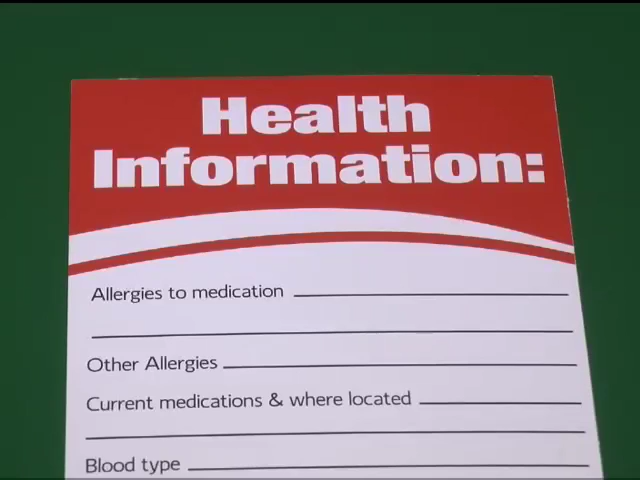 Health
Information:
Allergies to medication
Other Allergies
Current medications & where located
Blood type